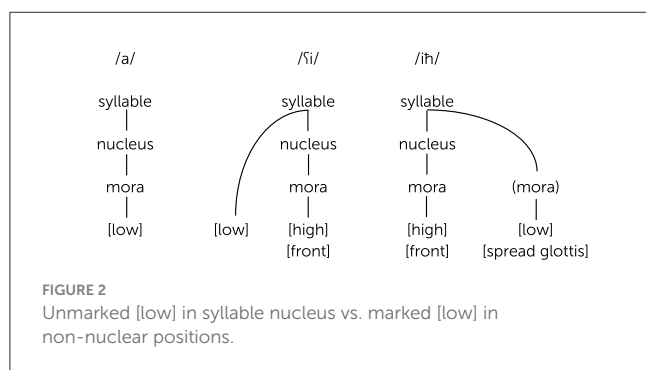 /a/ /ʕi/ /iħ/
syllable syllable syllable
nucleus nucleus nucleus
mora mora mora (mora)
[low] [low] [high] [high] [low]
[front] [front] [spread glottis]
FIGURE 2
Unmarked [low] in syllable nucleus vs. marked [low] in
non-nuclear positions.